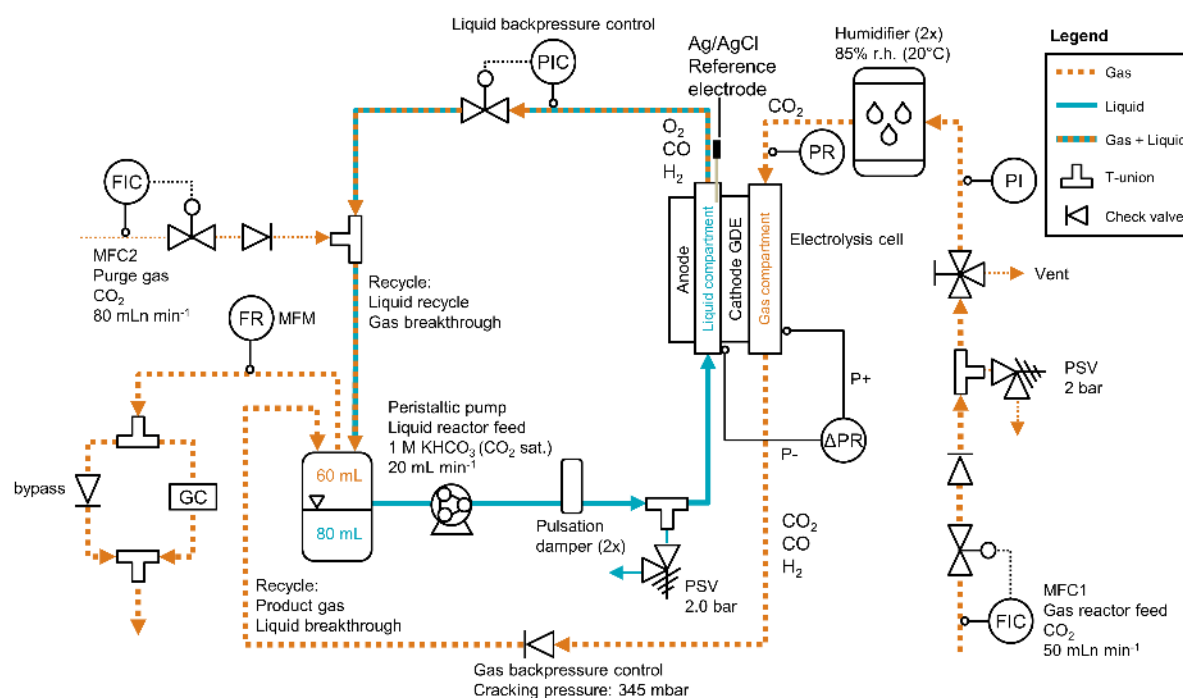 Liquid backpressure control
PIC
Ag/AgCl
Reference
electrode
Humidifier (2x)
85% r.h. (20°C)
Legend
Gas
Liquid
Gas + Liquid
T-union
Check valve
CO₂
PR
PI
O₂
CO
H₂
FIC
MFC2
Purge gas
CO₂
80 mLn min⁻¹
Anode
Liquid compartment
Cathode GDE
Gas compartment
Electrolysis cell
Vent
Recycle:
Liquid recycle
Gas breakthrough
FR
MFM
PSV
2 bar
P+
P-
ΔPR
Peristaltic pump
Liquid reactor feed
1 M KHCO₃ (CO₂ sat.)
20 mL min⁻¹
60 mL
80 mL
bypass
GC
Pulsation
damper (2x)
PSV
2.0 bar
CO₂
CO
H₂
Recycle:
Product gas
Liquid breakthrough
MFC1
Gas reactor feed
CO₂
50 mLn min⁻¹
FIC
Gas backpressure control
Cracking pressure: 345 mbar